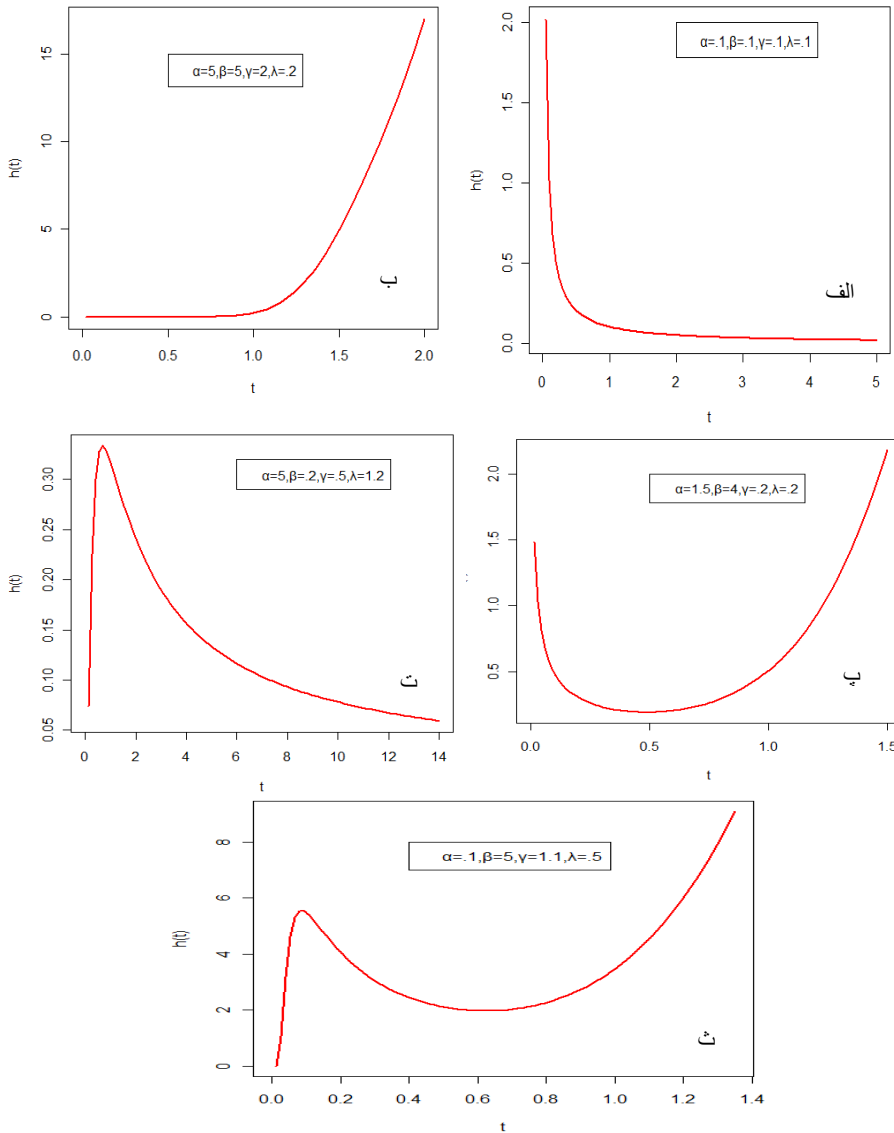 α=5,β=5,γ=2,λ=.2
h(t)
0
5
10
15
0.0 0.5 1.0 1.5 2.0
t
ب
α=.1,β=.1,γ=.1,λ=.1
h(t)
0.0
0.5
1.0
1.5
2.0
0 1 2 3 4 5
t
الف
α=5,β=.2,γ=.5,λ=1.2
h(t)
0.05
0.10
0.15
0.20
0.25
0.30
0 2 4 6 8 10 12 14
t
ت
α=1.5,β=4,γ=.2,λ=.2
0.5
1.0
1.5
2.0
0.0 0.5 1.0 1.5
t
پ
α=.1,β=5,γ=1.1,λ=.5
h(t)
0
2
4
6
8
0.0 0.2 0.4 0.6 0.8 1.0 1.2 1.4
t
ث